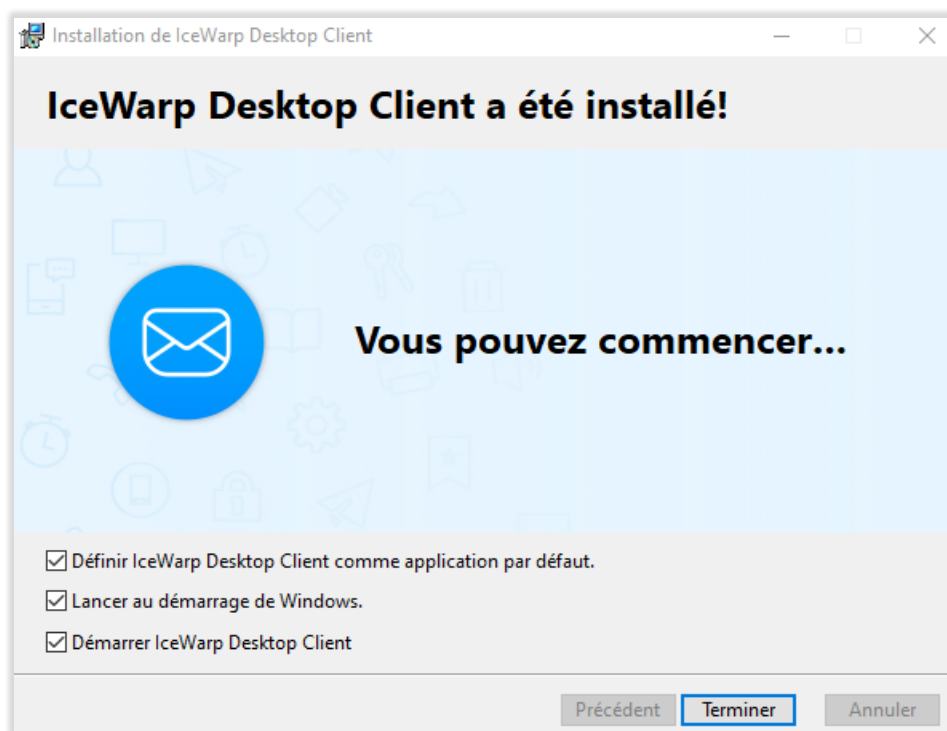 Installation de IceWarp Desktop Client
IceWarp Desktop Client a été installé!
Vous pouvez commencer...
Définir IceWarp Desktop Client comme application par défaut.
Lancer au démarrage de Windows.
Démarrer IceWarp Desktop Client
Précédent Terminer Annuler